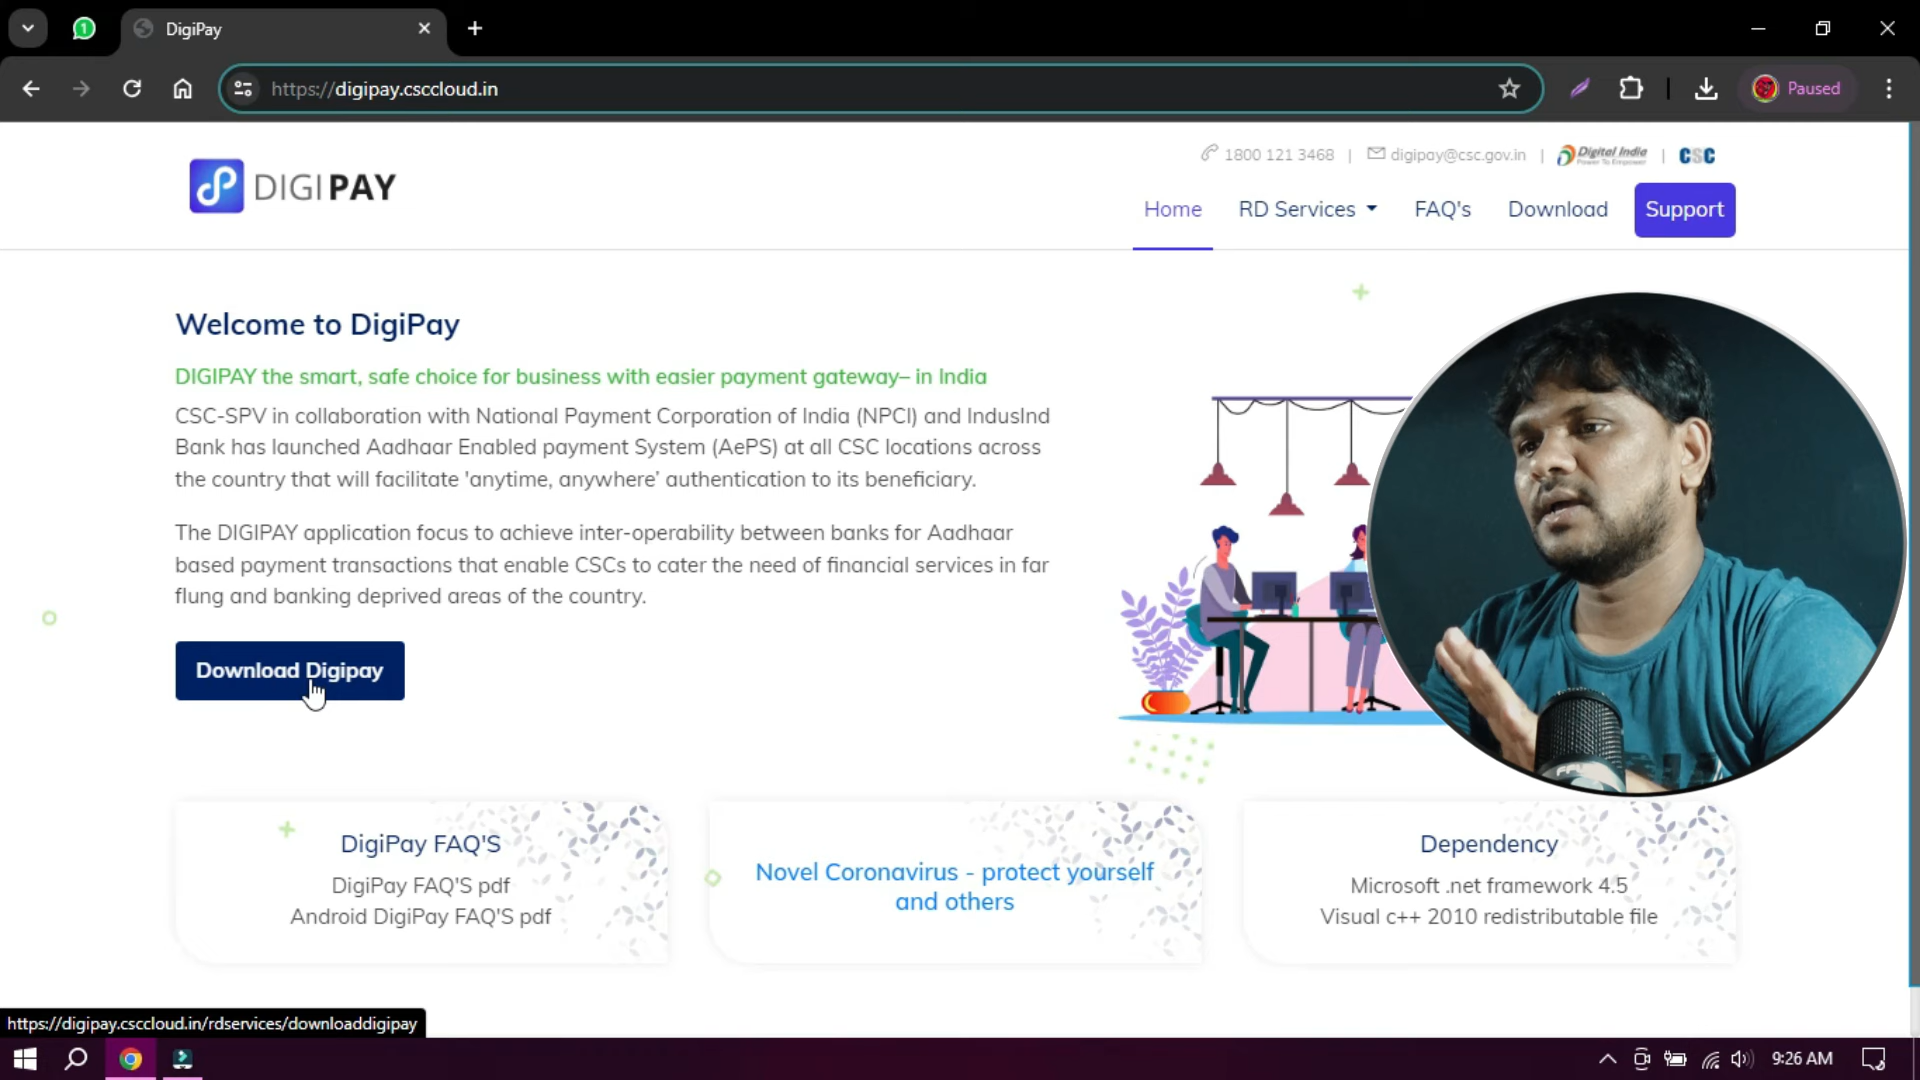 DigiPay
https://digipay.csccloud.in
Paused
DIGIPAY
1800 121 3468 | digipay@csc.gov.in | Digital India Power To Empower | CSC
Home RD Services FAQ's Download Support
Welcome to DigiPay
DIGIPAY the smart, safe choice for business with easier payment gateway– in India
CSC-SPV in collaboration with National Payment Corporation of India (NPCI) and IndusInd
Bank has launched Aadhaar Enabled payment System (AePS) at all CSC locations across
the country that will facilitate 'anytime, anywhere’ authentication to its beneficiary.
The DIGIPAY application focus to achieve inter-operability between banks for Aadhaar
based payment transactions that enable CSCs to cater the need of financial services in far
flung and banking deprived areas of the country.
Download Digipay
DigiPay FAQ'S
DigiPay FAQ'S pdf
Android DigiPay FAQ'S pdf
Novel Coronavirus - protect yourself
and others
Dependency
Microsoft .net framework 4.5
Visual c++ 2010 redistributable file
https://digipay.csccloud.in/rdservices/downloaddigipay
9:26 AM